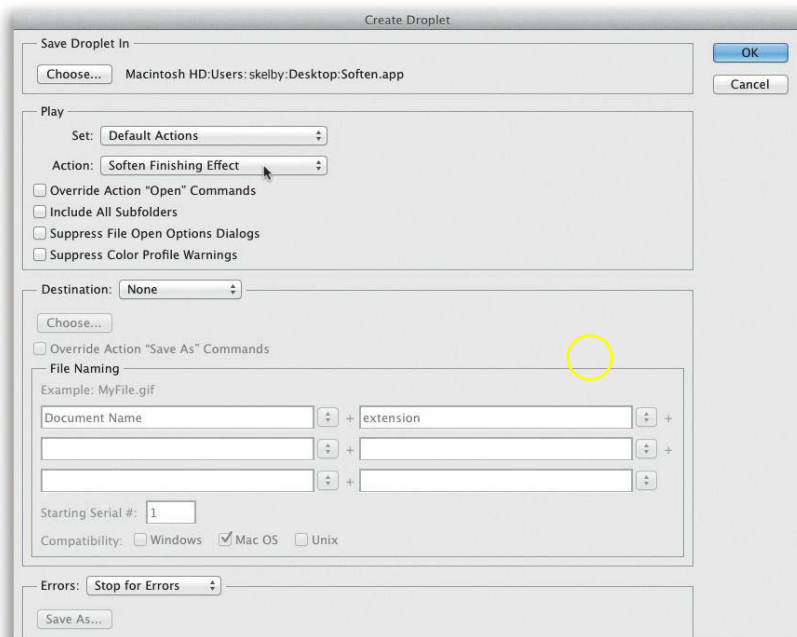 Create Droplet
Save Droplet In
OK
Choose... Macintosh HD:Users: skelby:Desktop:Soften.app
Cancel
Play
Set: Default Actions
Action: Soften Finishing Effect
Override Action “Open” Commands
Include All Subfolders
Suppress File Open Options Dialogs
Suppress Color Profile Warnings
Destination: None
Choose...
Override Action “Save As” Commands
File Naming
Example: MyFile.gif
Document Name + extension +
+ +
+
Starting Serial #: 1
Compatibility: Windows Mac OS Unix
Errors: Stop for Errors
Save As...